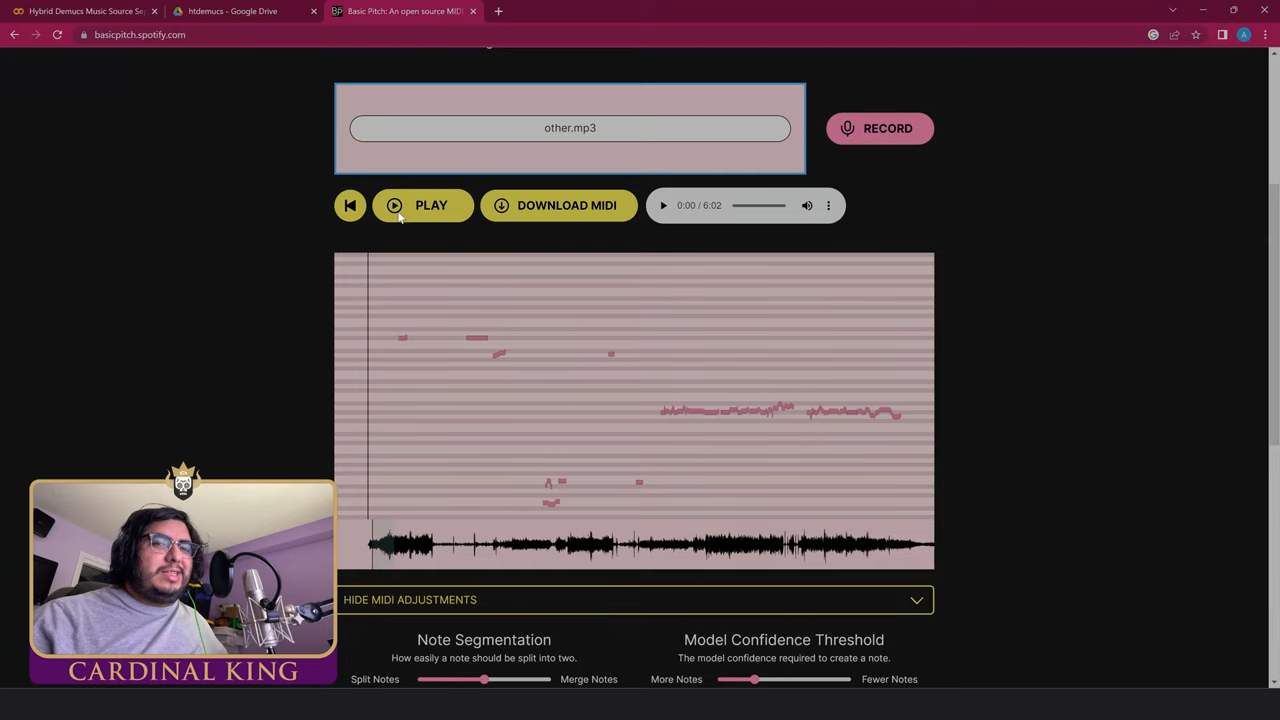 Hybrid Demucs Music Source Se
htdemucs - Google Drive
BP
Basic Pitch: An open source MIDI
basicpitch.spotify.com
A
other.mp3
RECORD
PLAY
DOWNLOAD MIDI
0:00 / 6:02
HIDE MIDI ADJUSTMENTS
Note Segmentation
How easily a note should be split into two.
Split Notes
Merge Notes
Model Confidence Threshold
The model confidence required to create a note.
More Notes
Fewer Notes
CARDINAL KING